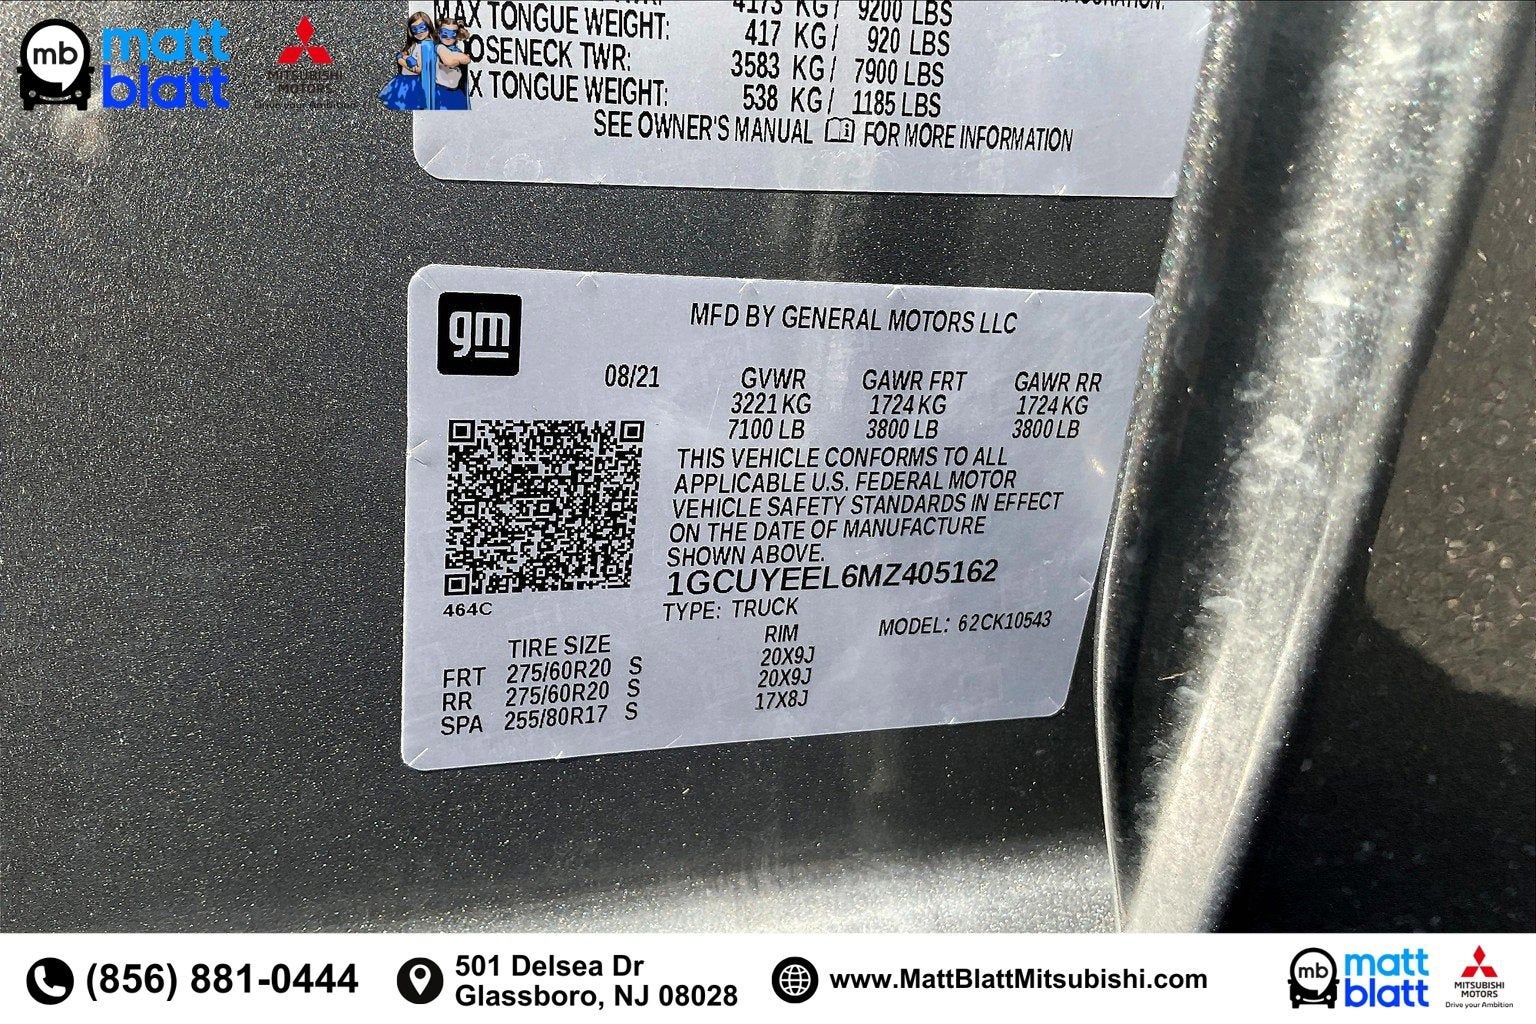 mb matt blatt
MITSUBISHI MOTORS
Drive your Ambition
4173 KG/ 9200 LBS
MAX TONGUE WEIGHT: 417 KG/ 920 LBS
OOSENECK TWR: 3583 KG/ 7900 LBS
X TONGUE WEIGHT: 538 KG/ 1185 LBS
SEE OWNER'S MANUAL FOR MORE INFORMATION
gm
MFD BY GENERAL MOTORS LLC
08/21 GVWR GAWR FRT GAWR RR
3221 KG 1724 KG 1724 KG
7100 LB 3800 LB 3800 LB
THIS VEHICLE CONFORMS TO ALL
APPLICABLE U.S. FEDERAL MOTOR
VEHICLE SAFETY STANDARDS IN EFFECT
ON THE DATE OF MANUFACTURE
SHOWN ABOVE.
1GCUYEEL6MZ405162
464C
TYPE: TRUCK
MODEL: 62CK10543
TIRE SIZE RIM
FRT 275/60R20 S 20X9J
RR 275/60R20 S 20X9J
SPA 255/80R17 S 17X8J
(856) 881-0444
501 Delsea Dr
Glassboro, NJ 08028
www.MattBlattMitsubishi.com
mb matt blatt
MITSUBISHI MOTORS
Drive your Ambition